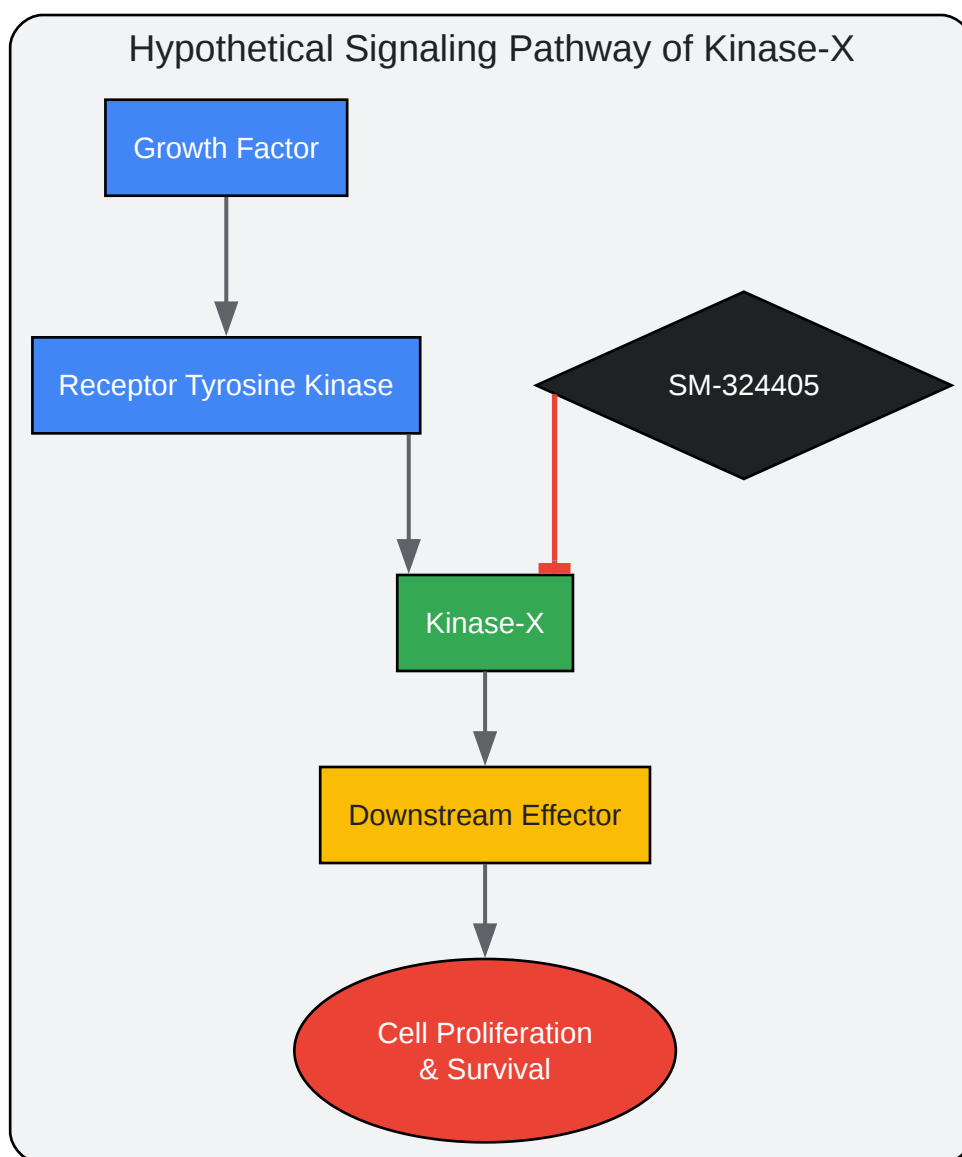 Hypothetical Signaling Pathway of Kinase-X
Growth Factor
Receptor Tyrosine Kinase
SM-324405
Kinase-X
Downstream Effector
Cell Proliferation
& Survival